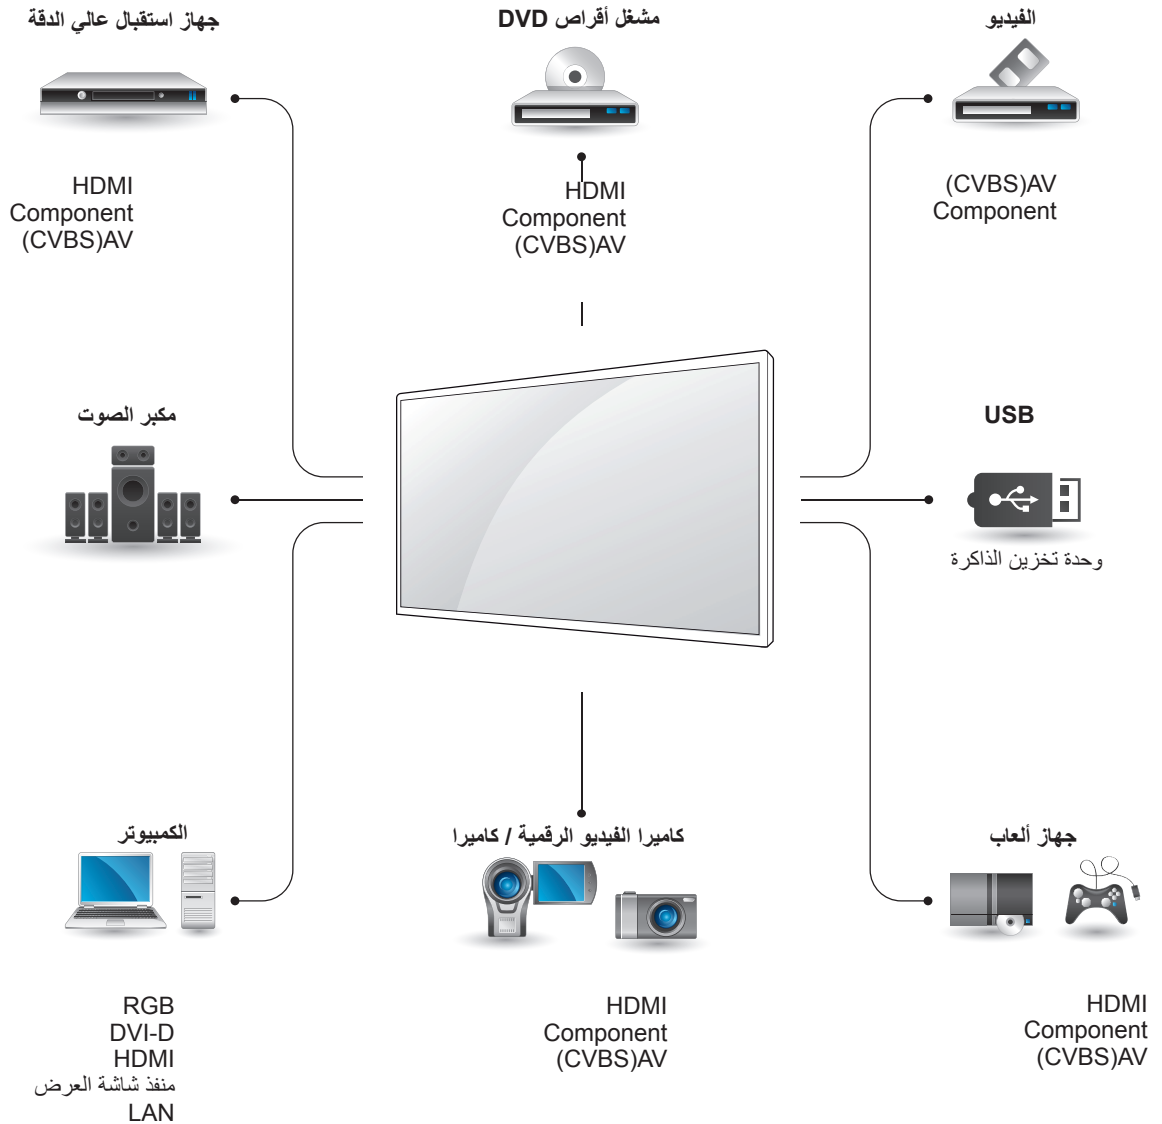 الفيديو
(CVBS)AV
Component
مشغل أقراص DVD
HDMI
Component
(CVBS)AV
جهاز استقبال عالي الدقة
HDMI
Component
(CVBS)AV
USB
وحدة تخزين الذاكرة
مكبر الصوت
جهاز ألعاب
HDMI
Component
(CVBS)AV
كاميرا الفيديو الرقمية / كاميرا
HDMI
Component
(CVBS)AV
الكمبيوتر
RGB
DVI-D
HDMI
منفذ شاشة العرض
LAN